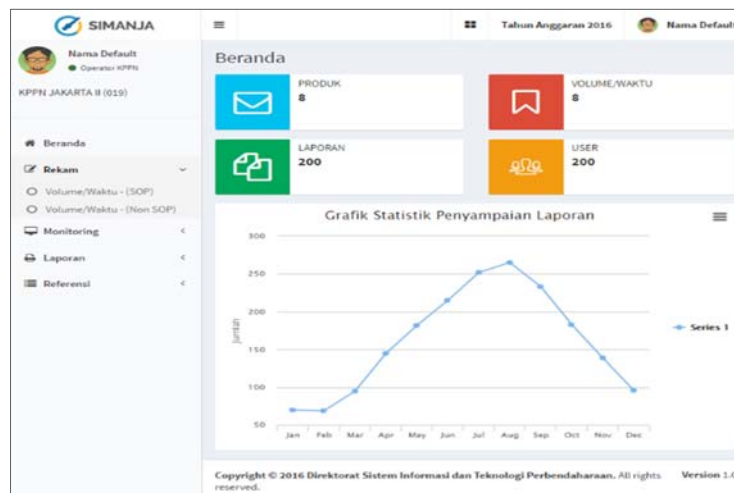 SIMANJA
Tahun Anggaran 2016
Nama Default
Nama Default
Operator KPPN
KPPN JAKARTA II (019)
Beranda
Rekam
Volume/Waktu - (SOP)
Volume/Waktu - (Non SOP)
Monitoring
Laporan
Referensi
Beranda
PRODUK
8
VOLUME/WAKTU
8
LAPORAN
200
USER
200
Grafik Statistik Penyampaian Laporan
300
250
200
150
100
50
Jumlah
Jan Feb Mar Apr May Jun Jul Aug Sep Oct Nov Dec
Series 1
Copyright © 2016 Direktorat Sistem Informasi dan Teknologi Perbendaharaan. All rights
reserved.
Version 1.0